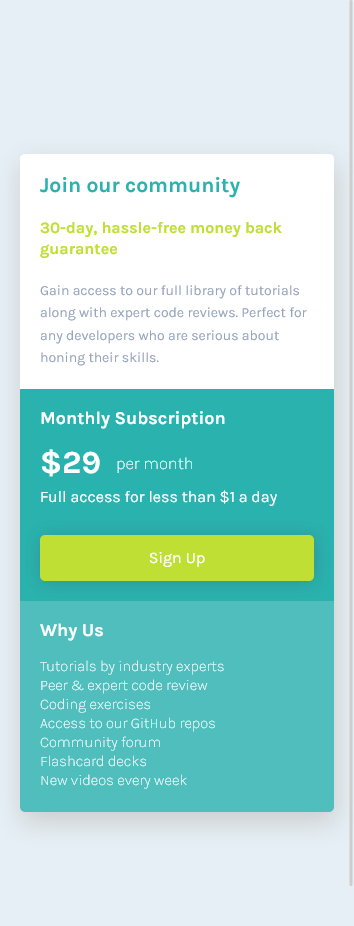 Join our community
30-day, hassle-free money back
guarantee
Gain access to our full library of tutorials
along with expert code reviews. Perfect for
any developers who are serious about
honing their skills.
Monthly Subscription
$29 per month
Full access for less than $1 a day
Sign Up
Why Us
Tutorials by industry experts
Peer & expert code review
Coding exercises
Access to our GitHub repos
Community forum
Flashcard decks
New videos every week